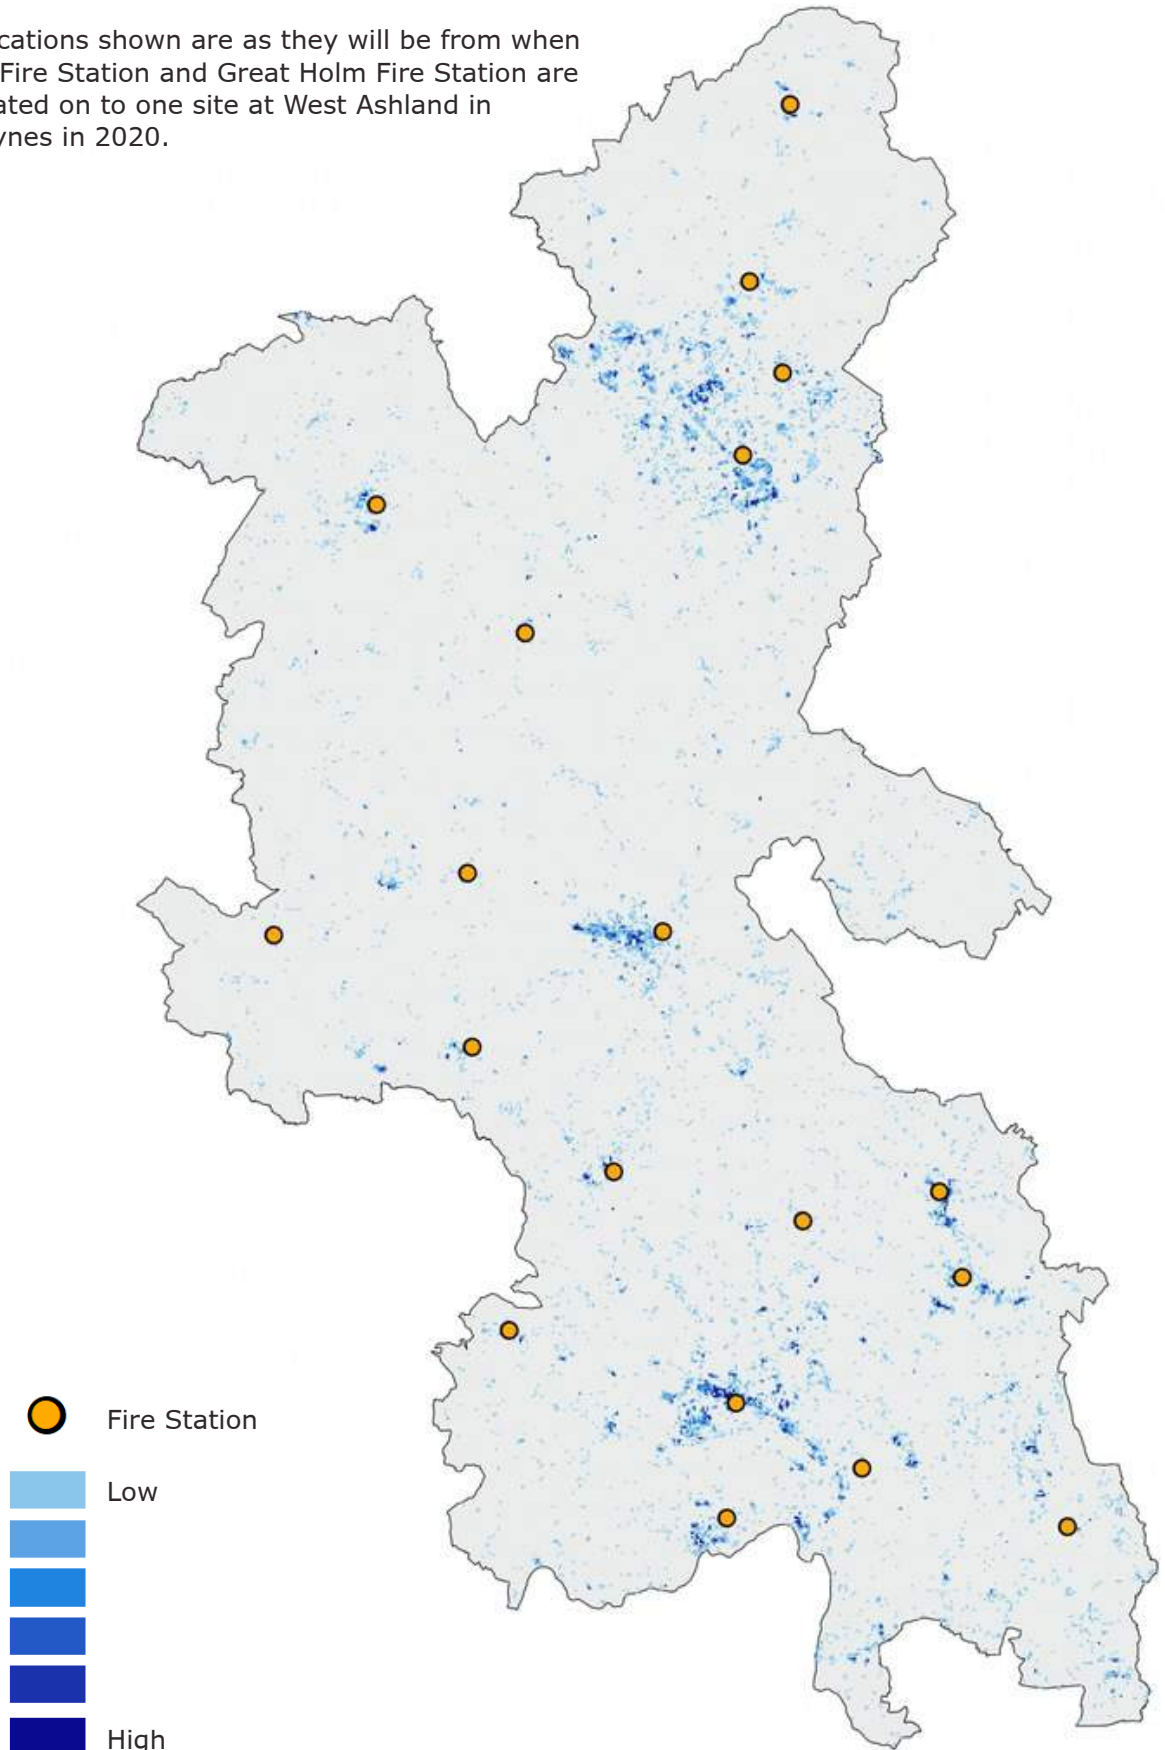 cations shown are as they will be from when
Fire Station and Great Holm Fire Station are
ated on to one site at West Ashland in
ynes in 2020.
Fire Station
Low
High